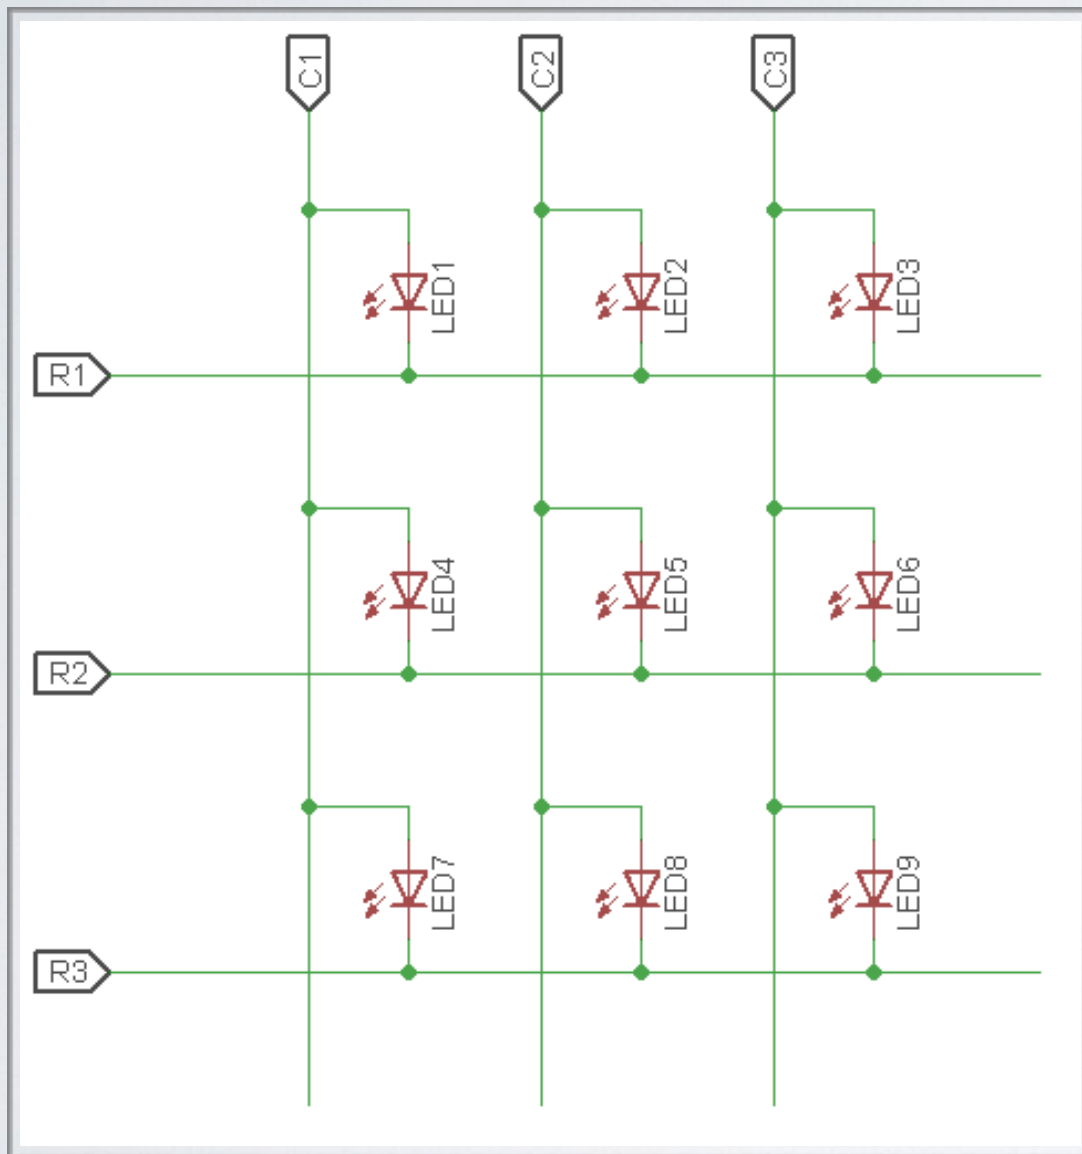 C1 C2 C3
LED1 LED2 LED3
R1
LED4 LED5 LED6
R2
LED7 LED8 LED9
R3